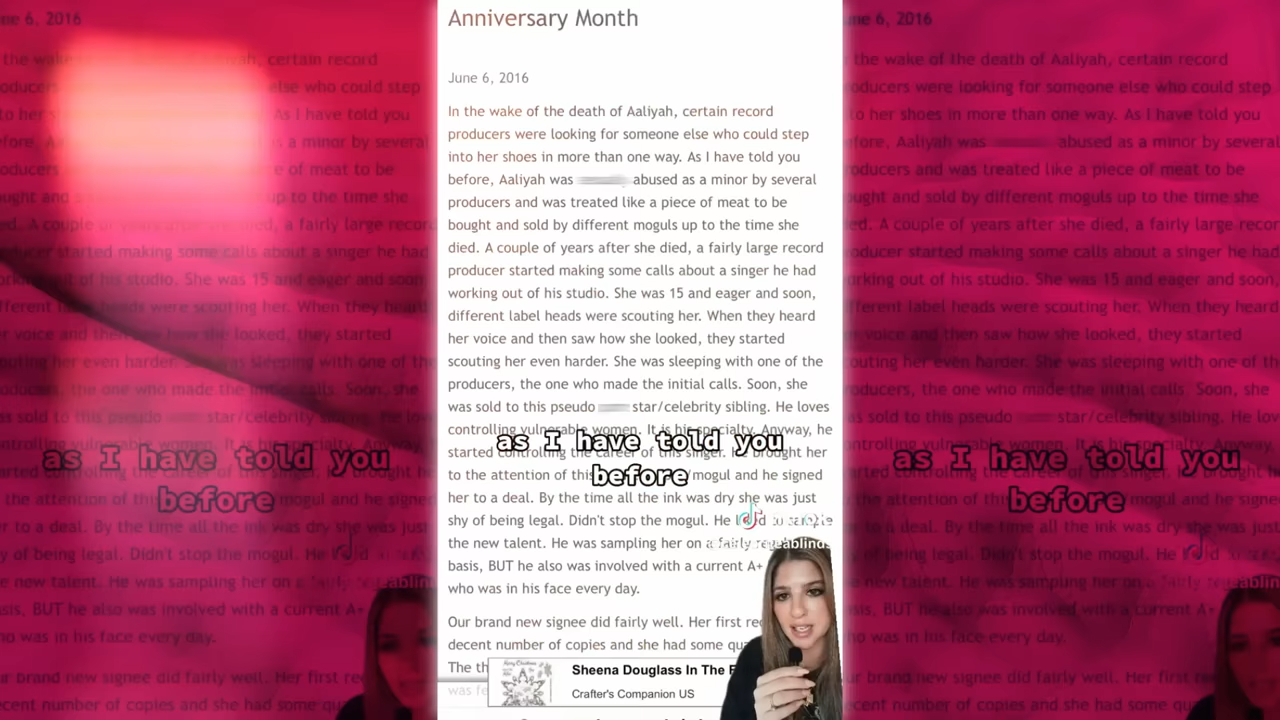 Anniversary Month
June 6, 2016
In the wake of the death of Aaliyah, certain record
producers were looking for someone else who could step
into her shoes in more than one way. As I have told you
before, Aaliyah was abused as a minor by several
producers and was treated like a piece of meat to be
bought and sold by different moguls up to the time she
died. A couple of years after she died, a fairly large record
producer started making some calls about a singer he had
working out of his studio. She was 15 and eager and soon,
different label heads were scouting her. When they heard
her voice and then saw how she looked, they started
scouting her even harder. She was sleeping with one of the
producers, the one who made the initial calls. Soon, she
was sold to this pseudo star/celebrity sibling. He loves
controlling vulnerable women. It is his specialty. Anyway, he
started controlling the career of this singer. He brought her
to the attention of this mogul and he signed
her to a deal. By the time all the ink was dry she was just
shy of being legal. Didn't stop the mogul. He
the new talent. He was sampling her on a fairly
basis, BUT he also was involved with a current A+
who was in his face every day.
Our brand new signee did fairly well. Her first
decent number of copies and she had some
The
as I have told you
before
Sheena Douglass In The
Crafter's Companion US